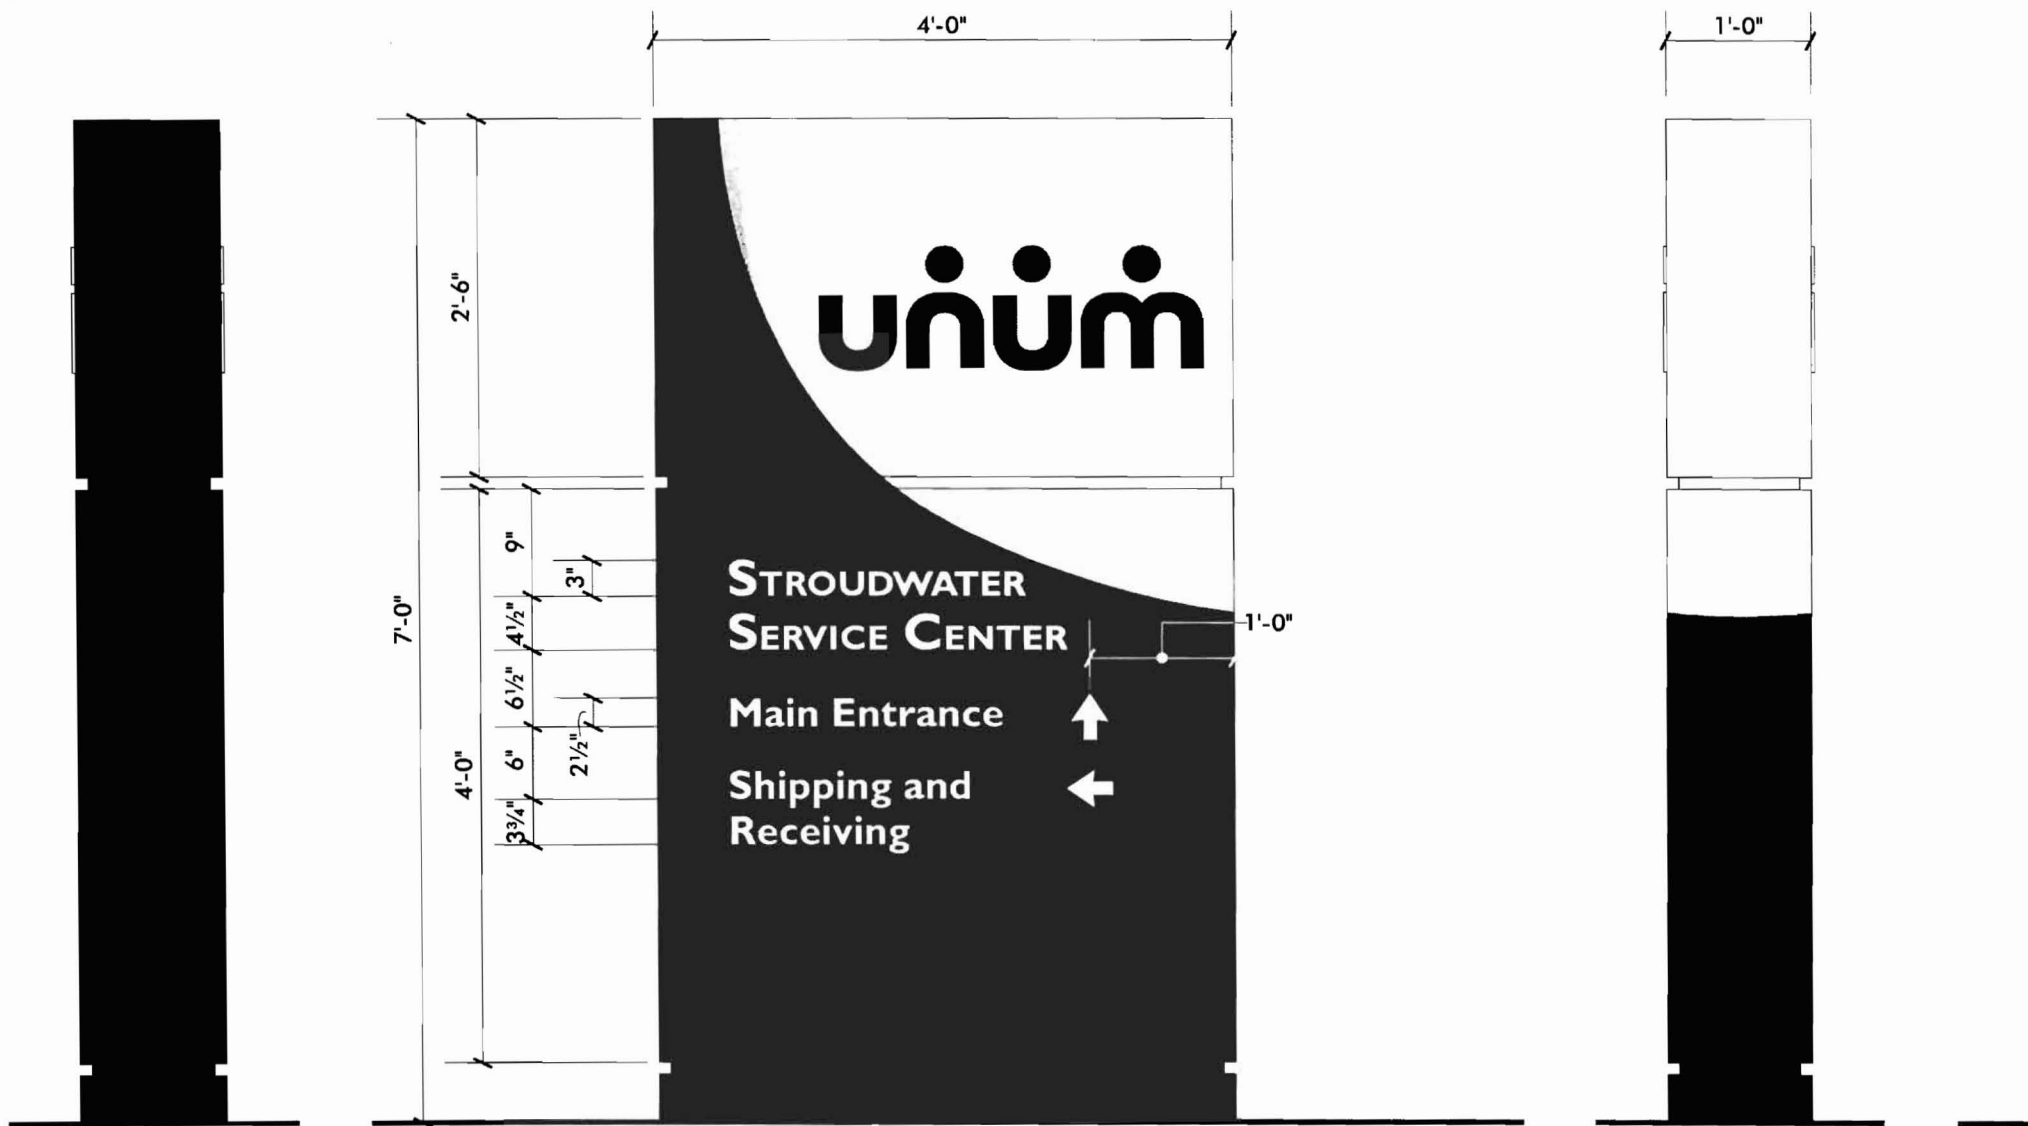 4'-0"
1'-0"
2'-6"
unum
9"
3"
STROUDWATER
7'-0"
4½"
SERVICE CENTER
1'-0"
6½"
Main Entrance
2½"
4'-0"
6"
Shipping and
3¾"
Receiving